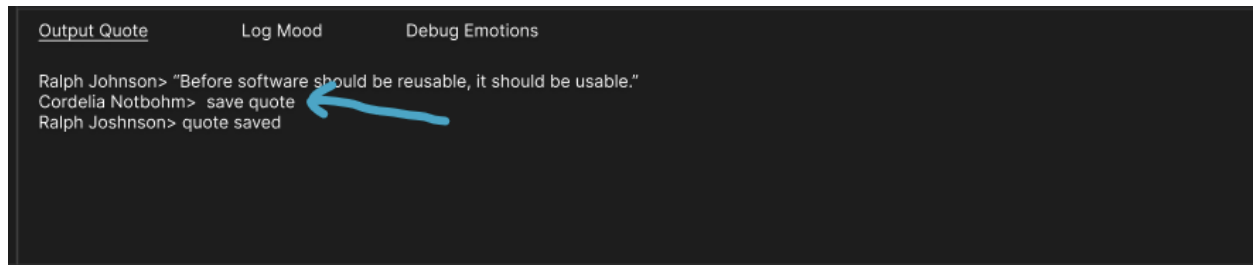 Output Quote Log Mood Debug Emotions
Ralph Johnson> “Before software should be reusable, it should be usable.”
Cordelia Notbohm> save quote
Ralph Joshnson> quote saved